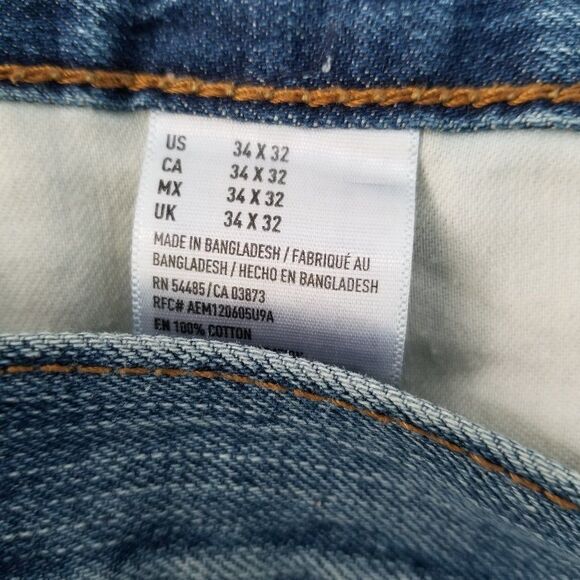 US 34 X 32
CA 34 X 32
MX 34 X 32
UK 34 X 32
MADE IN BANGLADESH / FABRIQUÉ AU
BANGLADESH / HECHO EN BANGLADESH
RN 54485 / CA 03873
RFC# AEM120605U9A
EN 100% COTTON